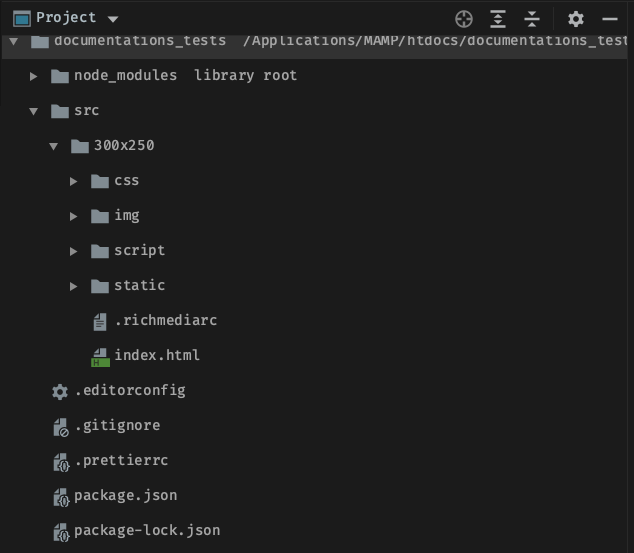 Project
documentations_tests /Applications/MAMP/htdocs/documentations_test
node_modules library root
src
300x250
css
img
script
static
.richmediarc
index.html
.editorconfig
.gitignore
.prettierrc
package.json
package-lock.json